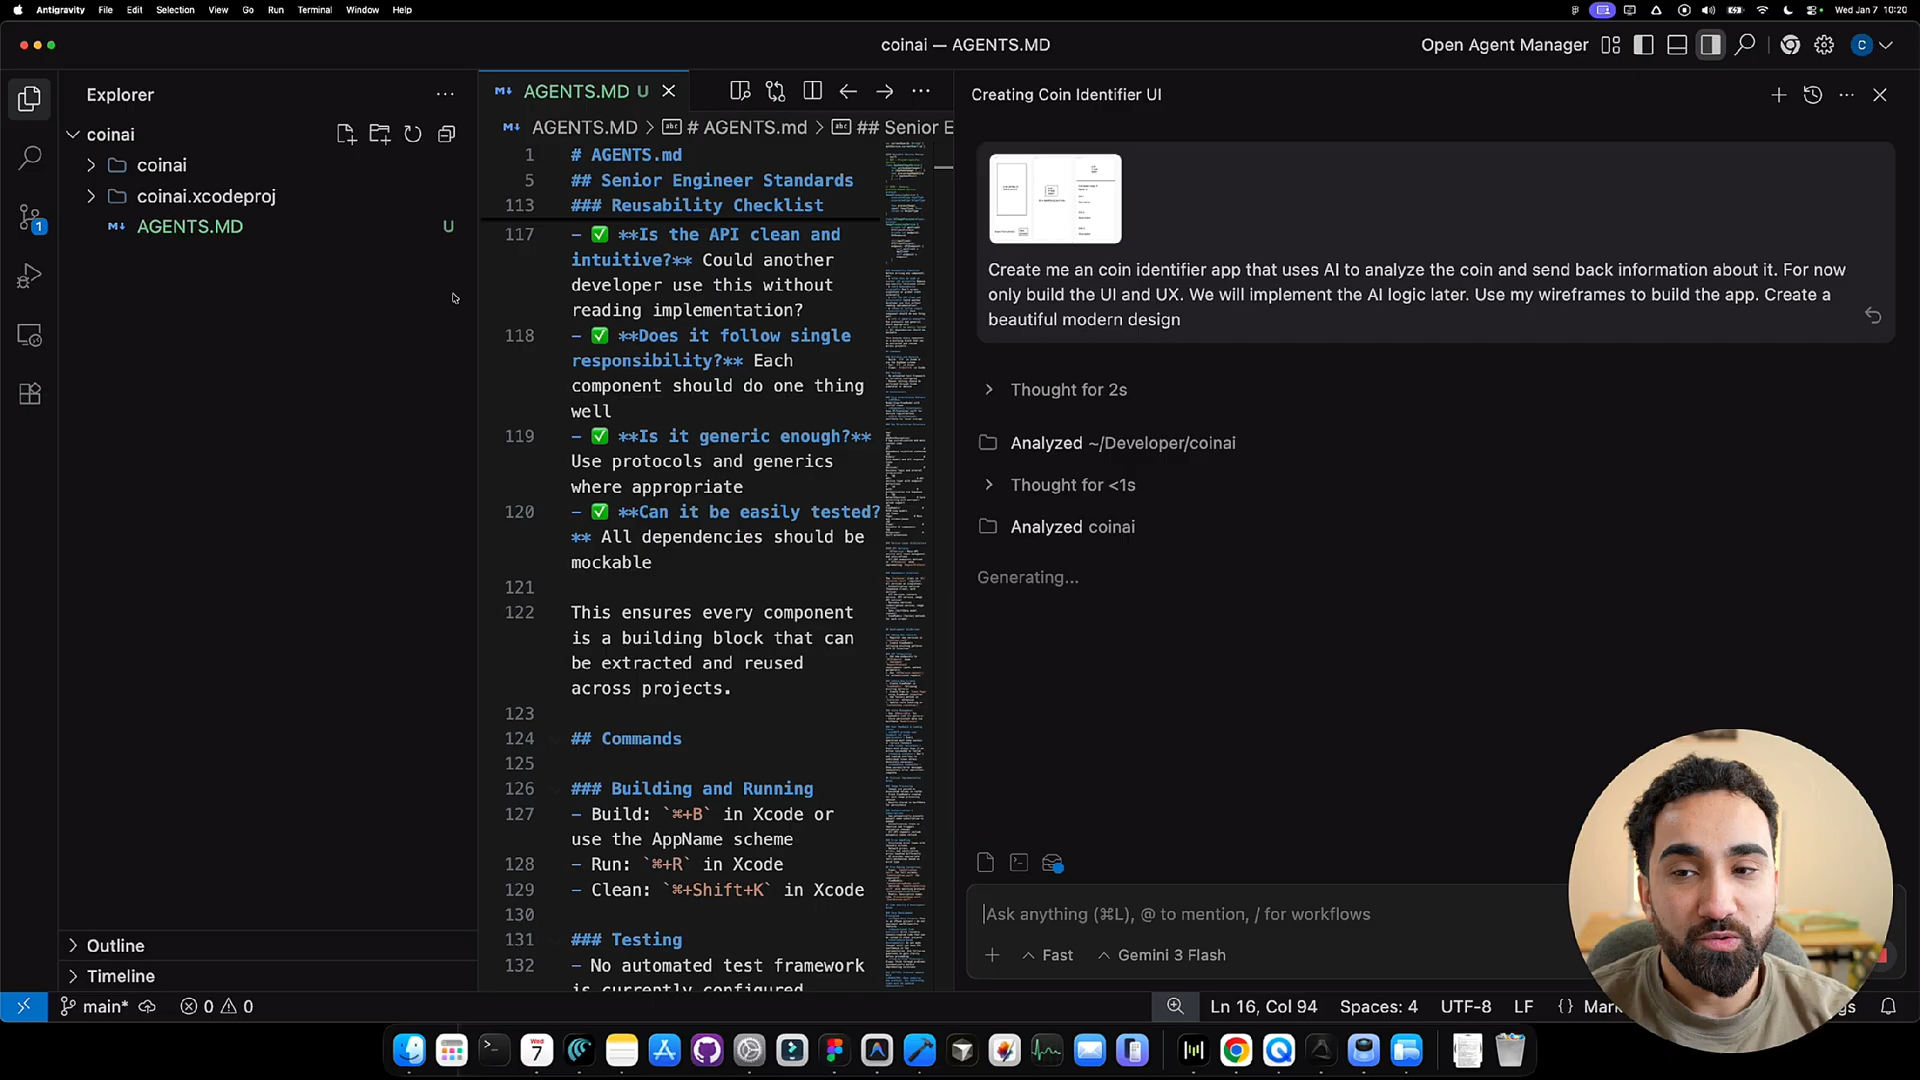 Antigravity File Edit Selection View Go Run Terminal Window Help
Wed Jan 7 10:20
coinai — AGENTS.MD
Open Agent Manager
C
Explorer
coinai
coinai
coinai.xcodeproj
AGENTS.MD U
1
Outline
Timeline
AGENTS.MD U
AGENTS.MD > # AGENTS.md > ## Senior E
1 # AGENTS.md
5 ## Senior Engineer Standards
113 ### Reusability Checklist
117 - ✅ **Is the API clean and
intuitive?** Could another
developer use this without
reading implementation?
118 - ✅ **Does it follow single
responsibility?** Each
component should do one thing
well
119 - ✅ **Is it generic enough?**
Use protocols and generics
where appropriate
120 - ✅ **Can it be easily tested?
** All dependencies should be
mockable
121
122 This ensures every component
is a building block that can
be extracted and reused
across projects.
123
124 ## Commands
125
126 ### Building and Running
127 - Build: `⌘+B` in Xcode or
use the AppName scheme
128 - Run: `⌘+R` in Xcode
129 - Clean: `⌘+Shift+K` in Xcode
130
131 ### Testing
132 - No automated test framework
is currently configured
Creating Coin Identifier UI
Create me an coin identifier app that uses AI to analyze the coin and send back information about it. For now
only build the UI and UX. We will implement the AI logic later. Use my wireframes to build the app. Create a
beautiful modern design
Thought for 2s
Analyzed ~/Developer/coinai
Thought for <1s
Analyzed coinai
Generating...
Ask anything (⌘L), @ to mention, / for workflows
Fast Gemini 3 Flash
main* 0 0
Ln 16, Col 94 Spaces: 4 UTF-8 LF {}
Wed
7